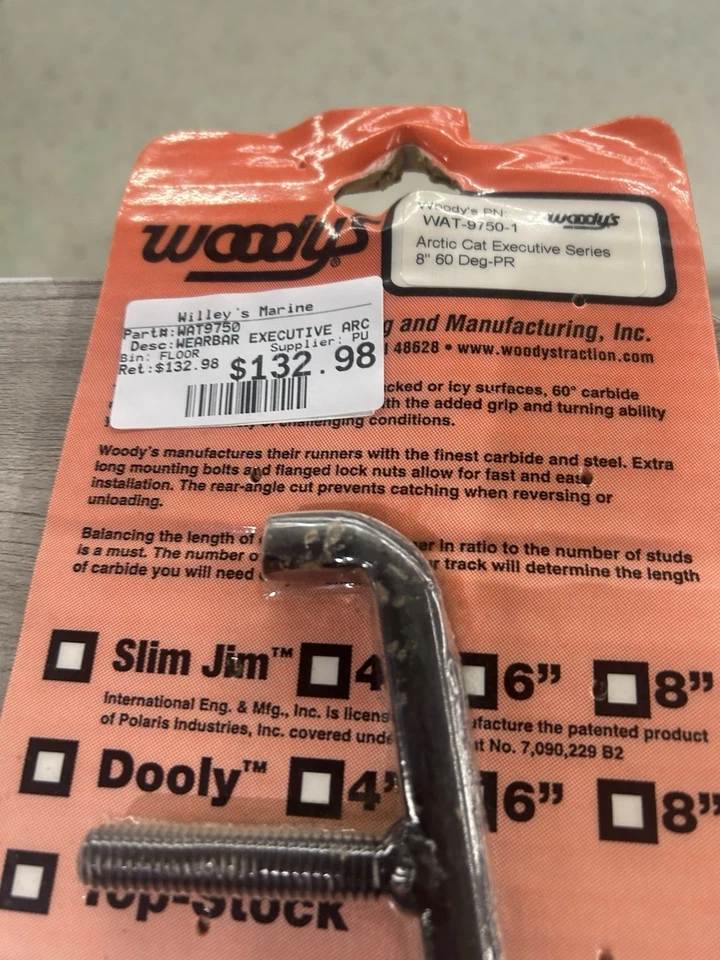 woody's®
Woody's PN:
woody's
WAT-9750-1
Arctic Cat Executive Series
8" 60 Deg-PR
Willey's Marine
Part#:WAT9750
Desc:WEARBAR EXECUTIVE ARC
Bin: FLOOR Supplier: PU
Ret:$132.98 $132.98
g and Manufacturing, Inc.
48628 • www.woodystraction.com
acked or icy surfaces, 60° carbide
ith the added grip and turning ability
of challenging conditions.
Woody's manufactures their runners with the finest carbide and steel. Extra
long mounting bolts and flanged lock nuts allow for fast and easy
installation. The rear-angle cut prevents catching when reversing or
unloading.
Balancing the length of er in ratio to the number of studs
is a must. The number o r track will determine the length
of carbide you will need
Slim Jim™ 4 6" 8"
International Eng. & Mfg., Inc. is licens ufacture the patented product
of Polaris Industries, Inc. covered unde nt No. 7,090,229 B2
Dooly™ 4" 6" 8"
Top-Stock